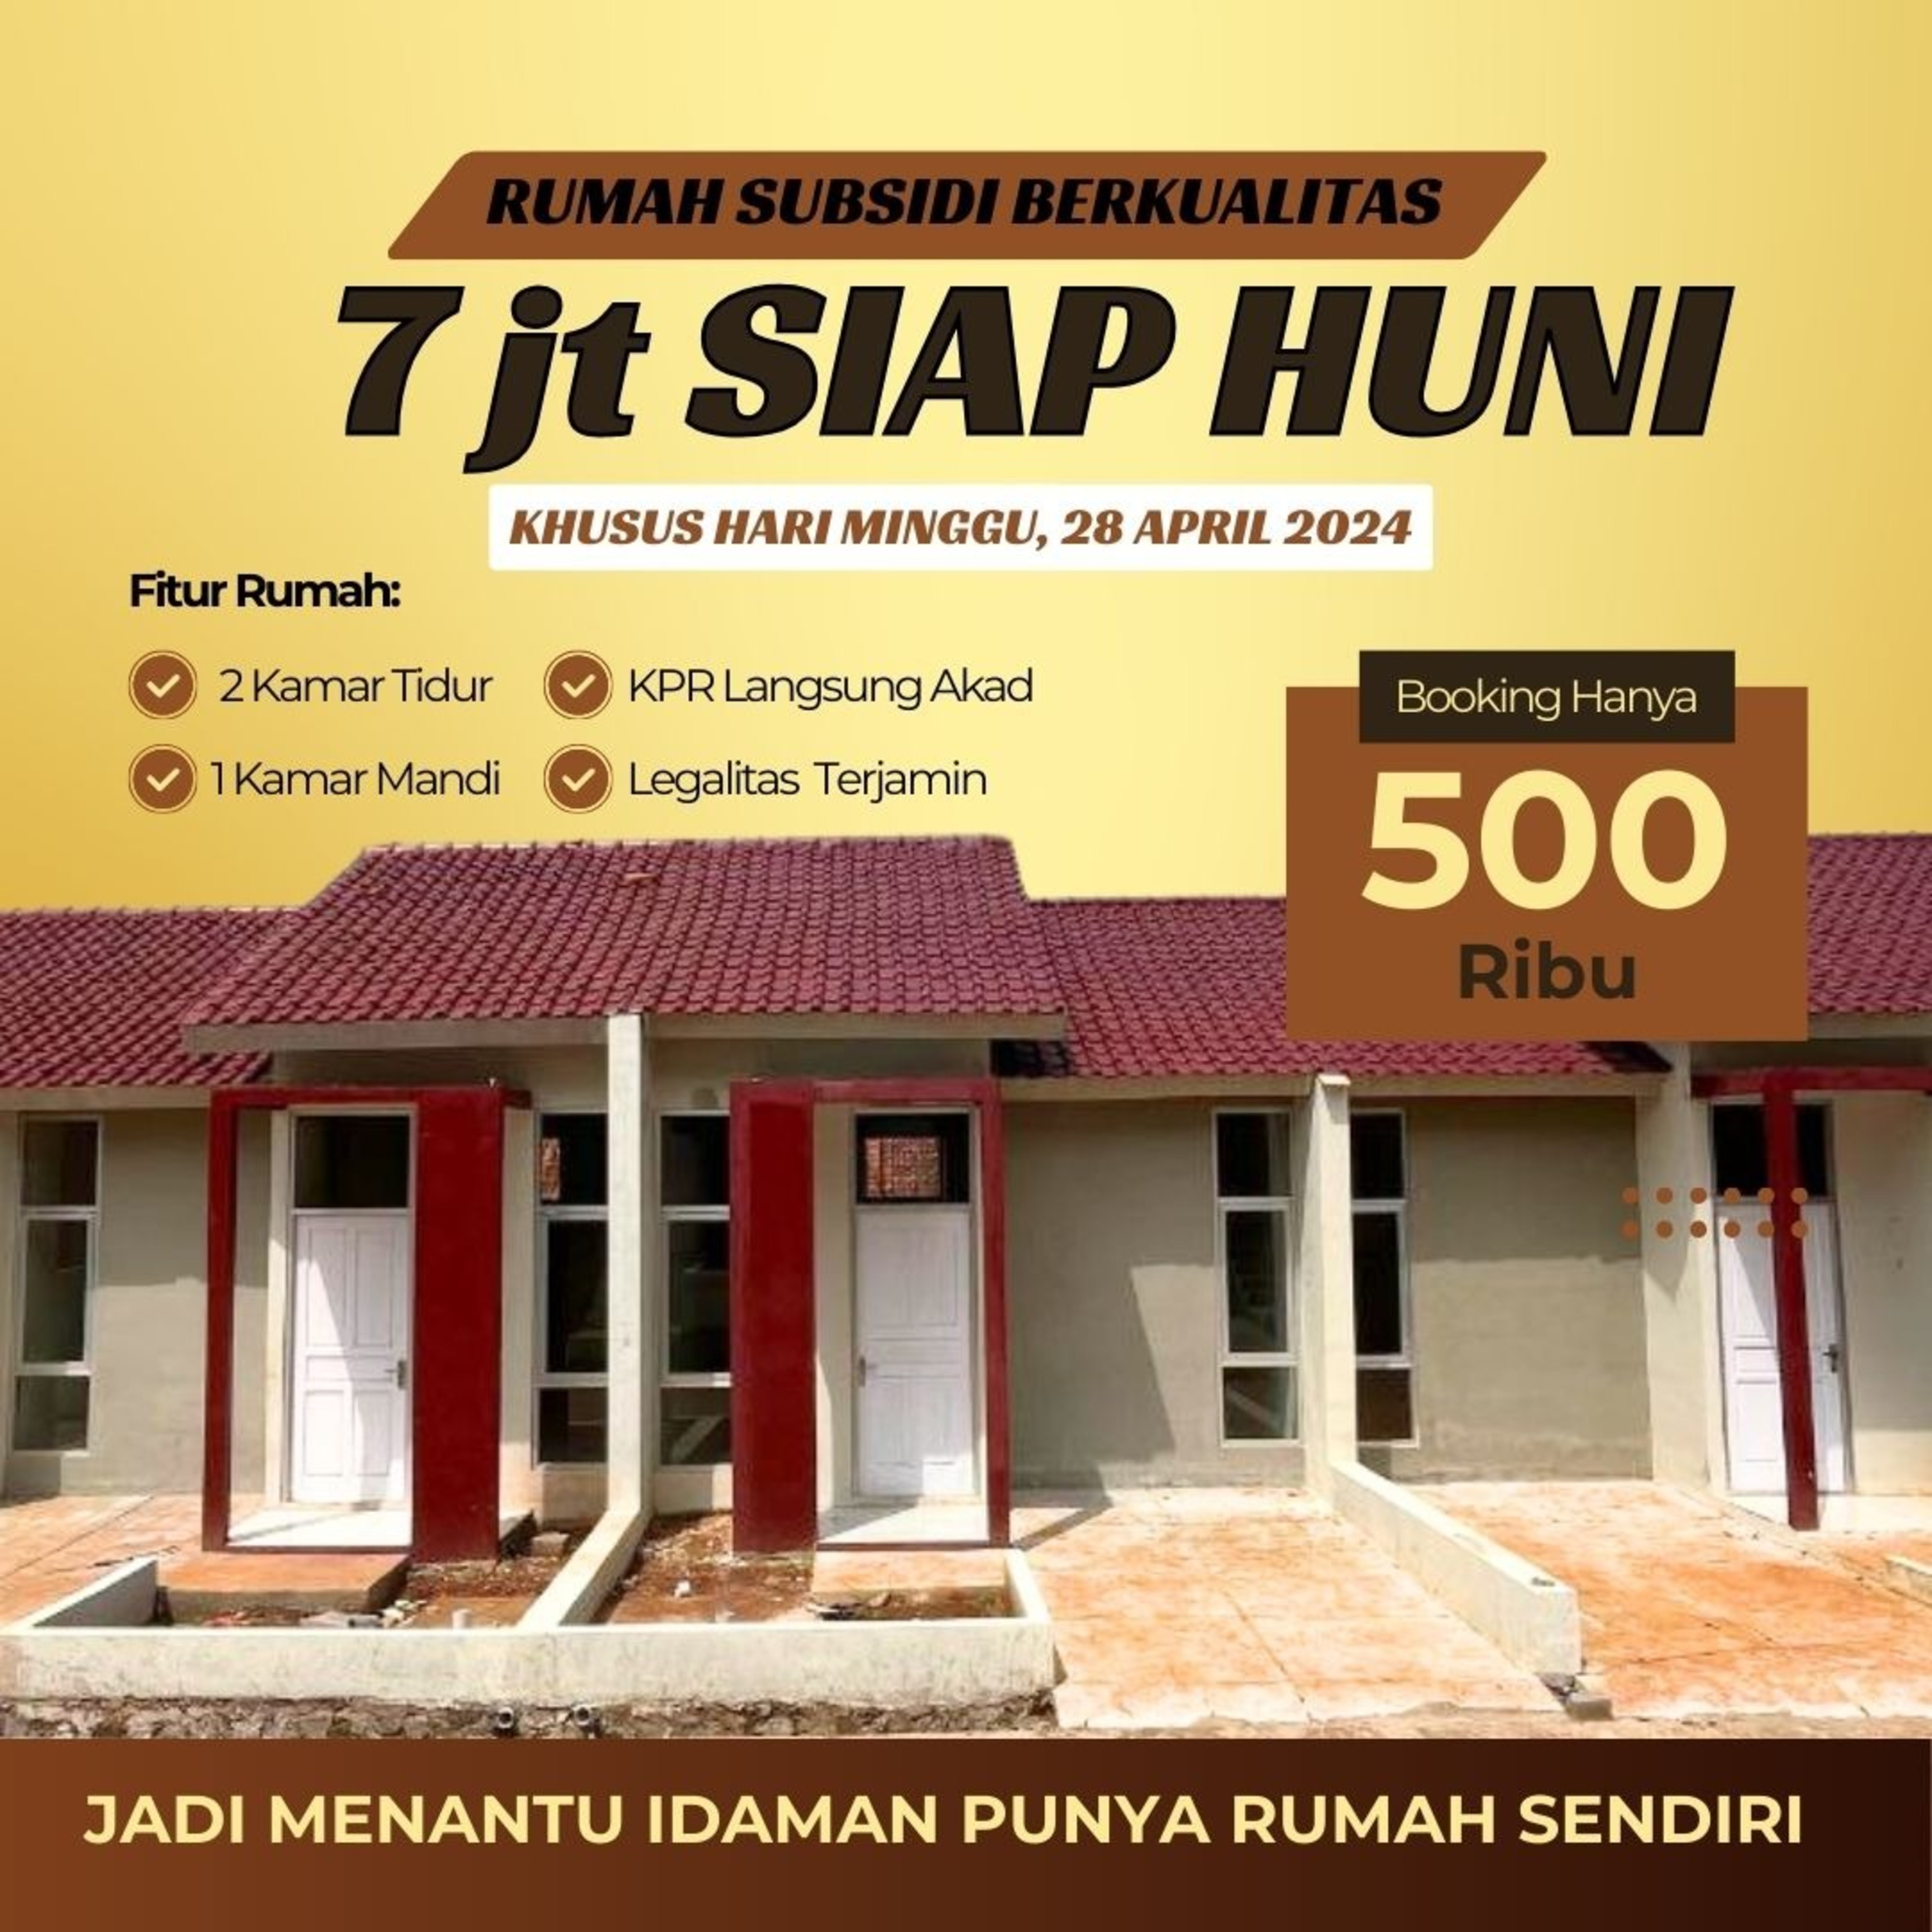 RUMAH SUBSIDI BERKUALITAS
7 jt SIAP HUNI
KHUSUS HARI MINGGU, 28 APRIL 2024
Fitur Rumah:
2 Kamar Tidur
KPR Langsung Akad
1 Kamar Mandi
Legalitas Terjamin
Booking Hanya
500
Ribu
JADI MENANTU IDAMAN PUNYA RUMAH SENDIRI